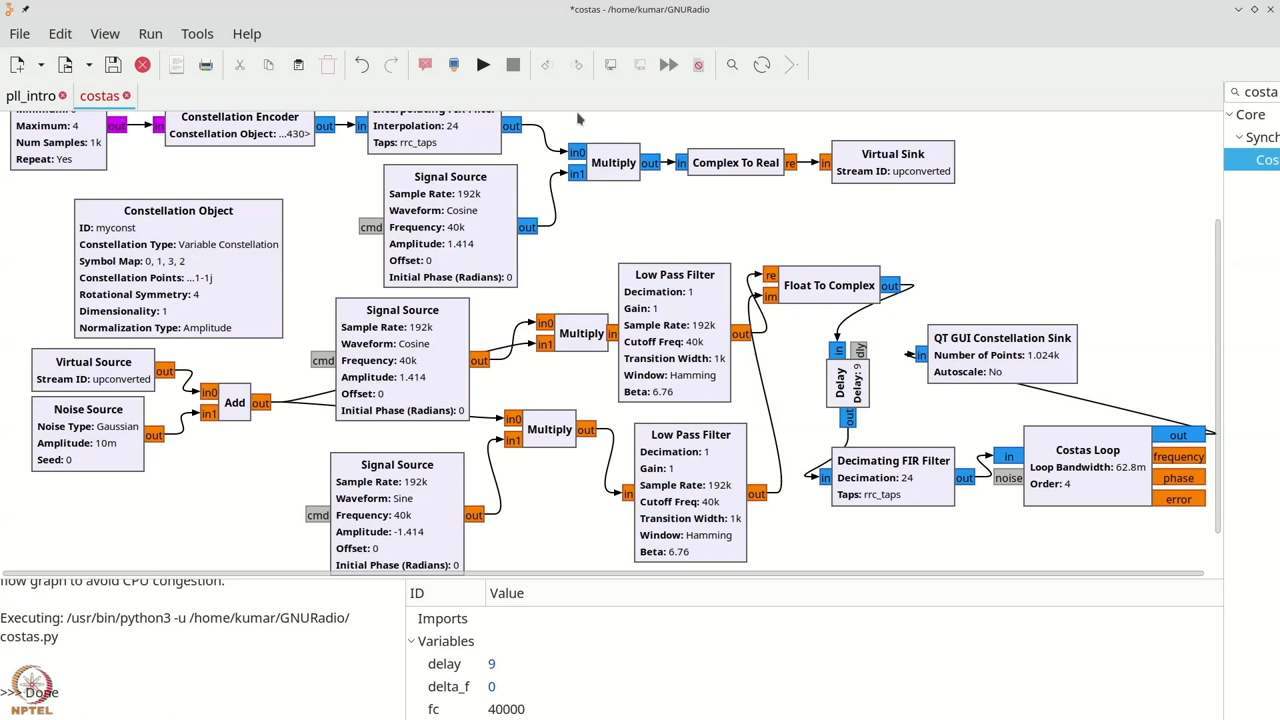 *costas - /home/kumar/GNURadio
File Edit View Run Tools Help
pll_intro costas
costa
Core
Synch
Cos
Maximum: 4
Num Samples: 1k
Repeat: Yes
out
in
Constellation Encoder
Constellation Object: ...430>
out
in
Interpolation: 24
Taps: rrc_taps
out
in0
in1
Multiply
out
in
Complex To Real
re
in
Virtual Sink
Stream ID: upconverted
Signal Source
Sample Rate: 192k
Waveform: Cosine
Frequency: 40k
Amplitude: 1.414
Offset: 0
Initial Phase (Radians): 0
cmd
out
Constellation Object
ID: myconst
Constellation Type: Variable Constellation
Symbol Map: 0, 1, 3, 2
Constellation Points: ...1-1j
Rotational Symmetry: 4
Dimensionality: 1
Normalization Type: Amplitude
Virtual Source
Stream ID: upconverted
out
Noise Source
Noise Type: Gaussian
Amplitude: 10m
Seed: 0
out
in0
in1
Add
out
Signal Source
Sample Rate: 192k
Waveform: Cosine
Frequency: 40k
Amplitude: 1.414
Offset: 0
Initial Phase (Radians): 0
cmd
out
in0
in1
Multiply
in
Low Pass Filter
Decimation: 1
Gain: 1
Sample Rate: 192k
Cutoff Freq: 40k
Transition Width: 1k
Window: Hamming
Beta: 6.76
out
Signal Source
Sample Rate: 192k
Waveform: Sine
Frequency: 40k
Amplitude: -1.414
Offset: 0
Initial Phase (Radians): 0
cmd
out
in0
in1
Multiply
out
in
Low Pass Filter
Decimation: 1
Gain: 1
Sample Rate: 192k
Cutoff Freq: 40k
Transition Width: 1k
Window: Hamming
Beta: 6.76
out
re
im
Float To Complex
out
in
dly
Delay
Delay: 9
out
in
Decimating FIR Filter
Decimation: 24
Taps: rrc_taps
out
in
noise
Costas Loop
Loop Bandwidth: 62.8m
Order: 4
out
frequency
phase
error
in
QT GUI Constellation Sink
Number of Points: 1.024k
Autoscale: No
flow graph to avoid CPU congestion.
Executing: /usr/bin/python3 -u /home/kumar/GNURadio/
costas.py
>>> Done
NPTEL
ID Value
Imports
Variables
delay 9
delta_f 0
fc 40000